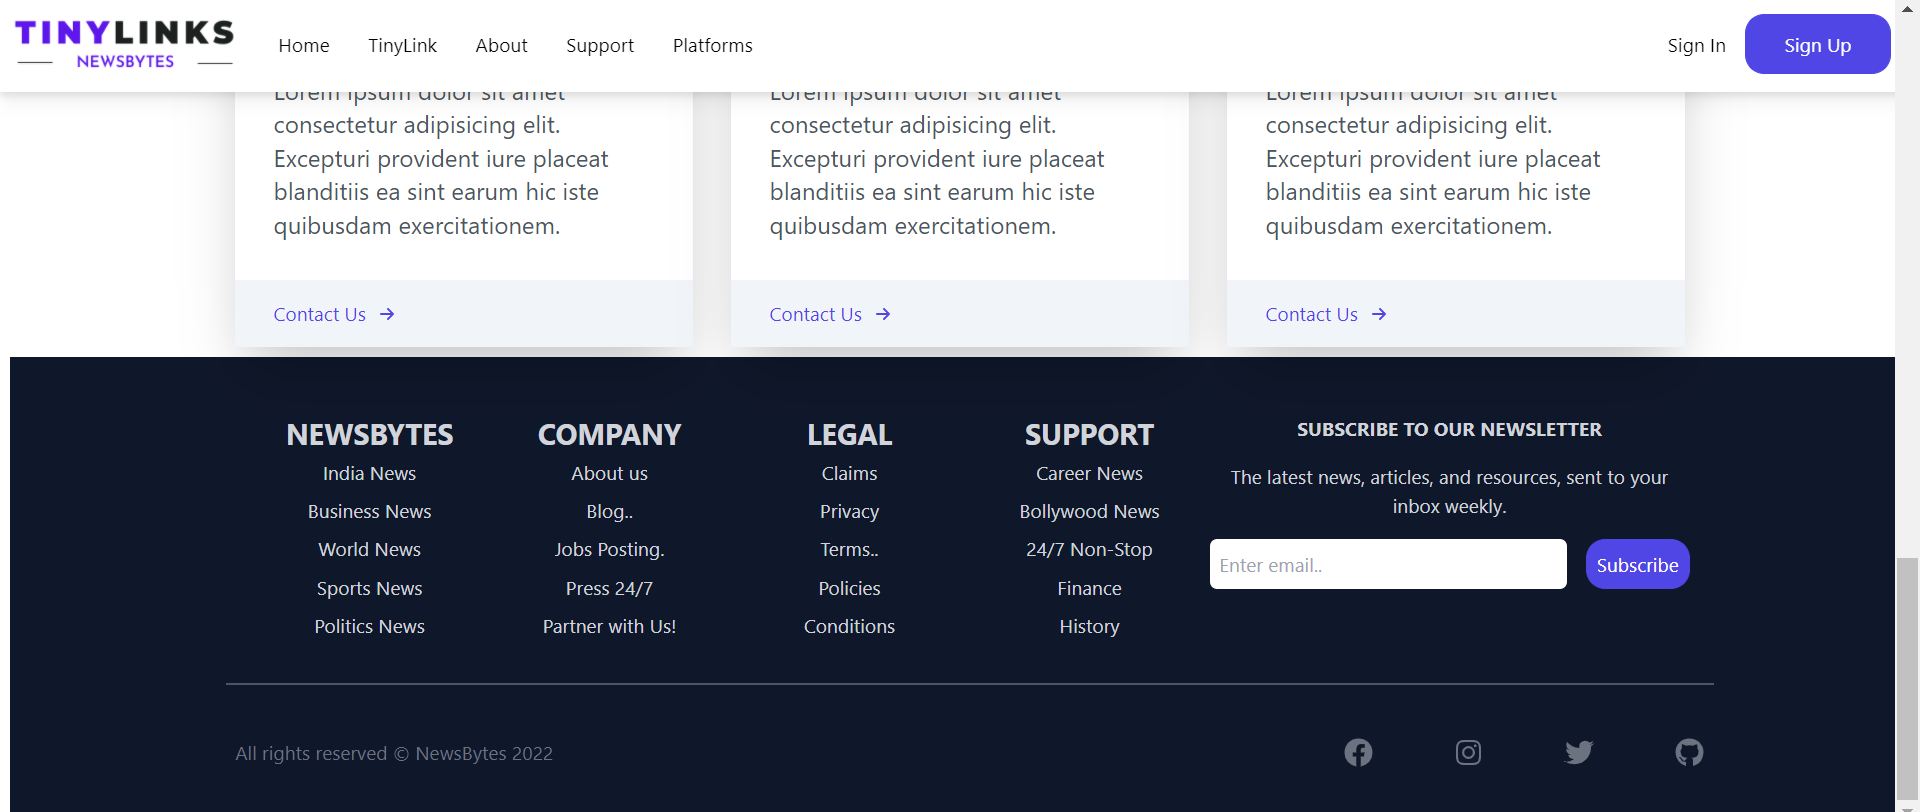 TINYLINKS
NEWSBYTES
Home TinyLink About Support Platforms
Sign In Sign Up
Lorem ipsum dolor sit amet
consectetur adipisicing elit.
Excepturi provident iure placeat
blanditiis ea sint earum hic iste
quibusdam exercitationem.
Contact Us →
Lorem ipsum dolor sit amet
consectetur adipisicing elit.
Excepturi provident iure placeat
blanditiis ea sint earum hic iste
quibusdam exercitationem.
Contact Us →
Lorem ipsum dolor sit amet
consectetur adipisicing elit.
Excepturi provident iure placeat
blanditiis ea sint earum hic iste
quibusdam exercitationem.
Contact Us →
NEWSBYTES
India News
Business News
World News
Sports News
Politics News
COMPANY
About us
Blog..
Jobs Posting.
Press 24/7
Partner with Us!
LEGAL
Claims
Privacy
Terms..
Policies
Conditions
SUPPORT
Career News
Bollywood News
24/7 Non-Stop
Finance
History
SUBSCRIBE TO OUR NEWSLETTER
The latest news, articles, and resources, sent to your
inbox weekly.
Enter email..
Subscribe
All rights reserved © NewsBytes 2022